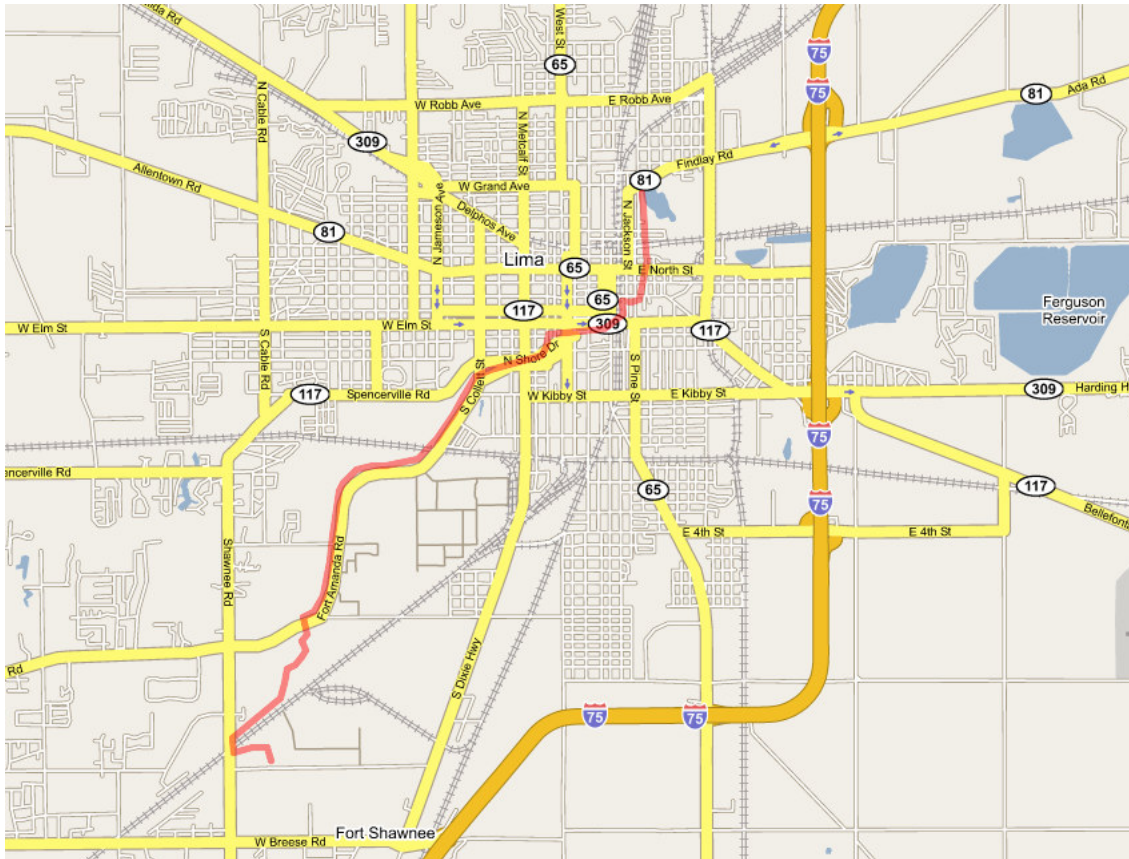 ida Rd
West St
65
75
N Cable Rd
W Robb Ave
E Robb Ave
75
81
Ada Rd
309
N Metcalf St
Findlay Rd
Allentown Rd
W Grand Ave
81
N Jameson Ave
Delphos Ave
N Jackson St
81
Lima
65
E North St
65
117
Ferguson
Reservoir
W Elm St
W Elm St
309
117
S Cable Rd
N Shore Dr
S Collett St
S Pine St
117
Spencerville Rd
W Kibby St
E Kibby St
309
Harding H
75
encerville Rd
65
75
117
Bellefonta
E 4th St
E 4th St
Shawnee Rd
Fort Amanda Rd
Rd
S Dixie Hwy
75
75
Fort Shawnee
W Breese Rd